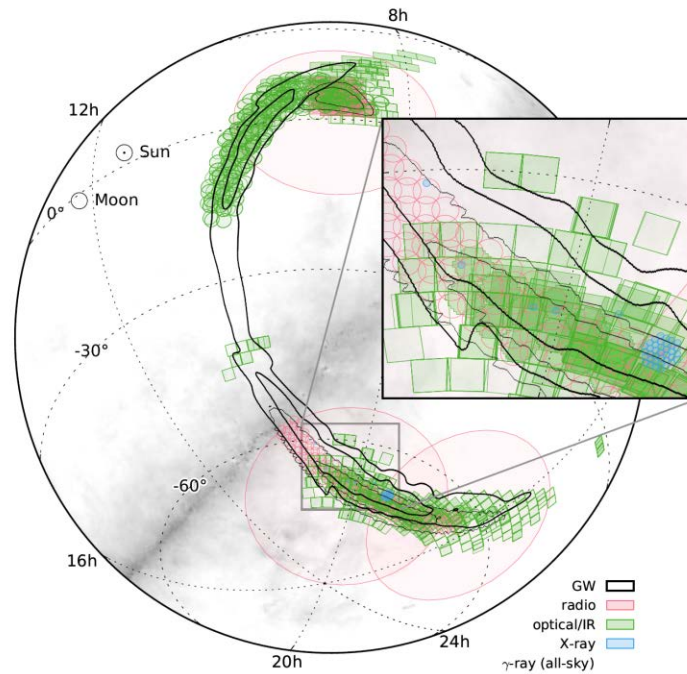 8h
12h
Sun
Moon
0°
-30°
-60°
16h
20h
24h
GW
radio
optical/IR
X-ray
γ-ray (all-sky)